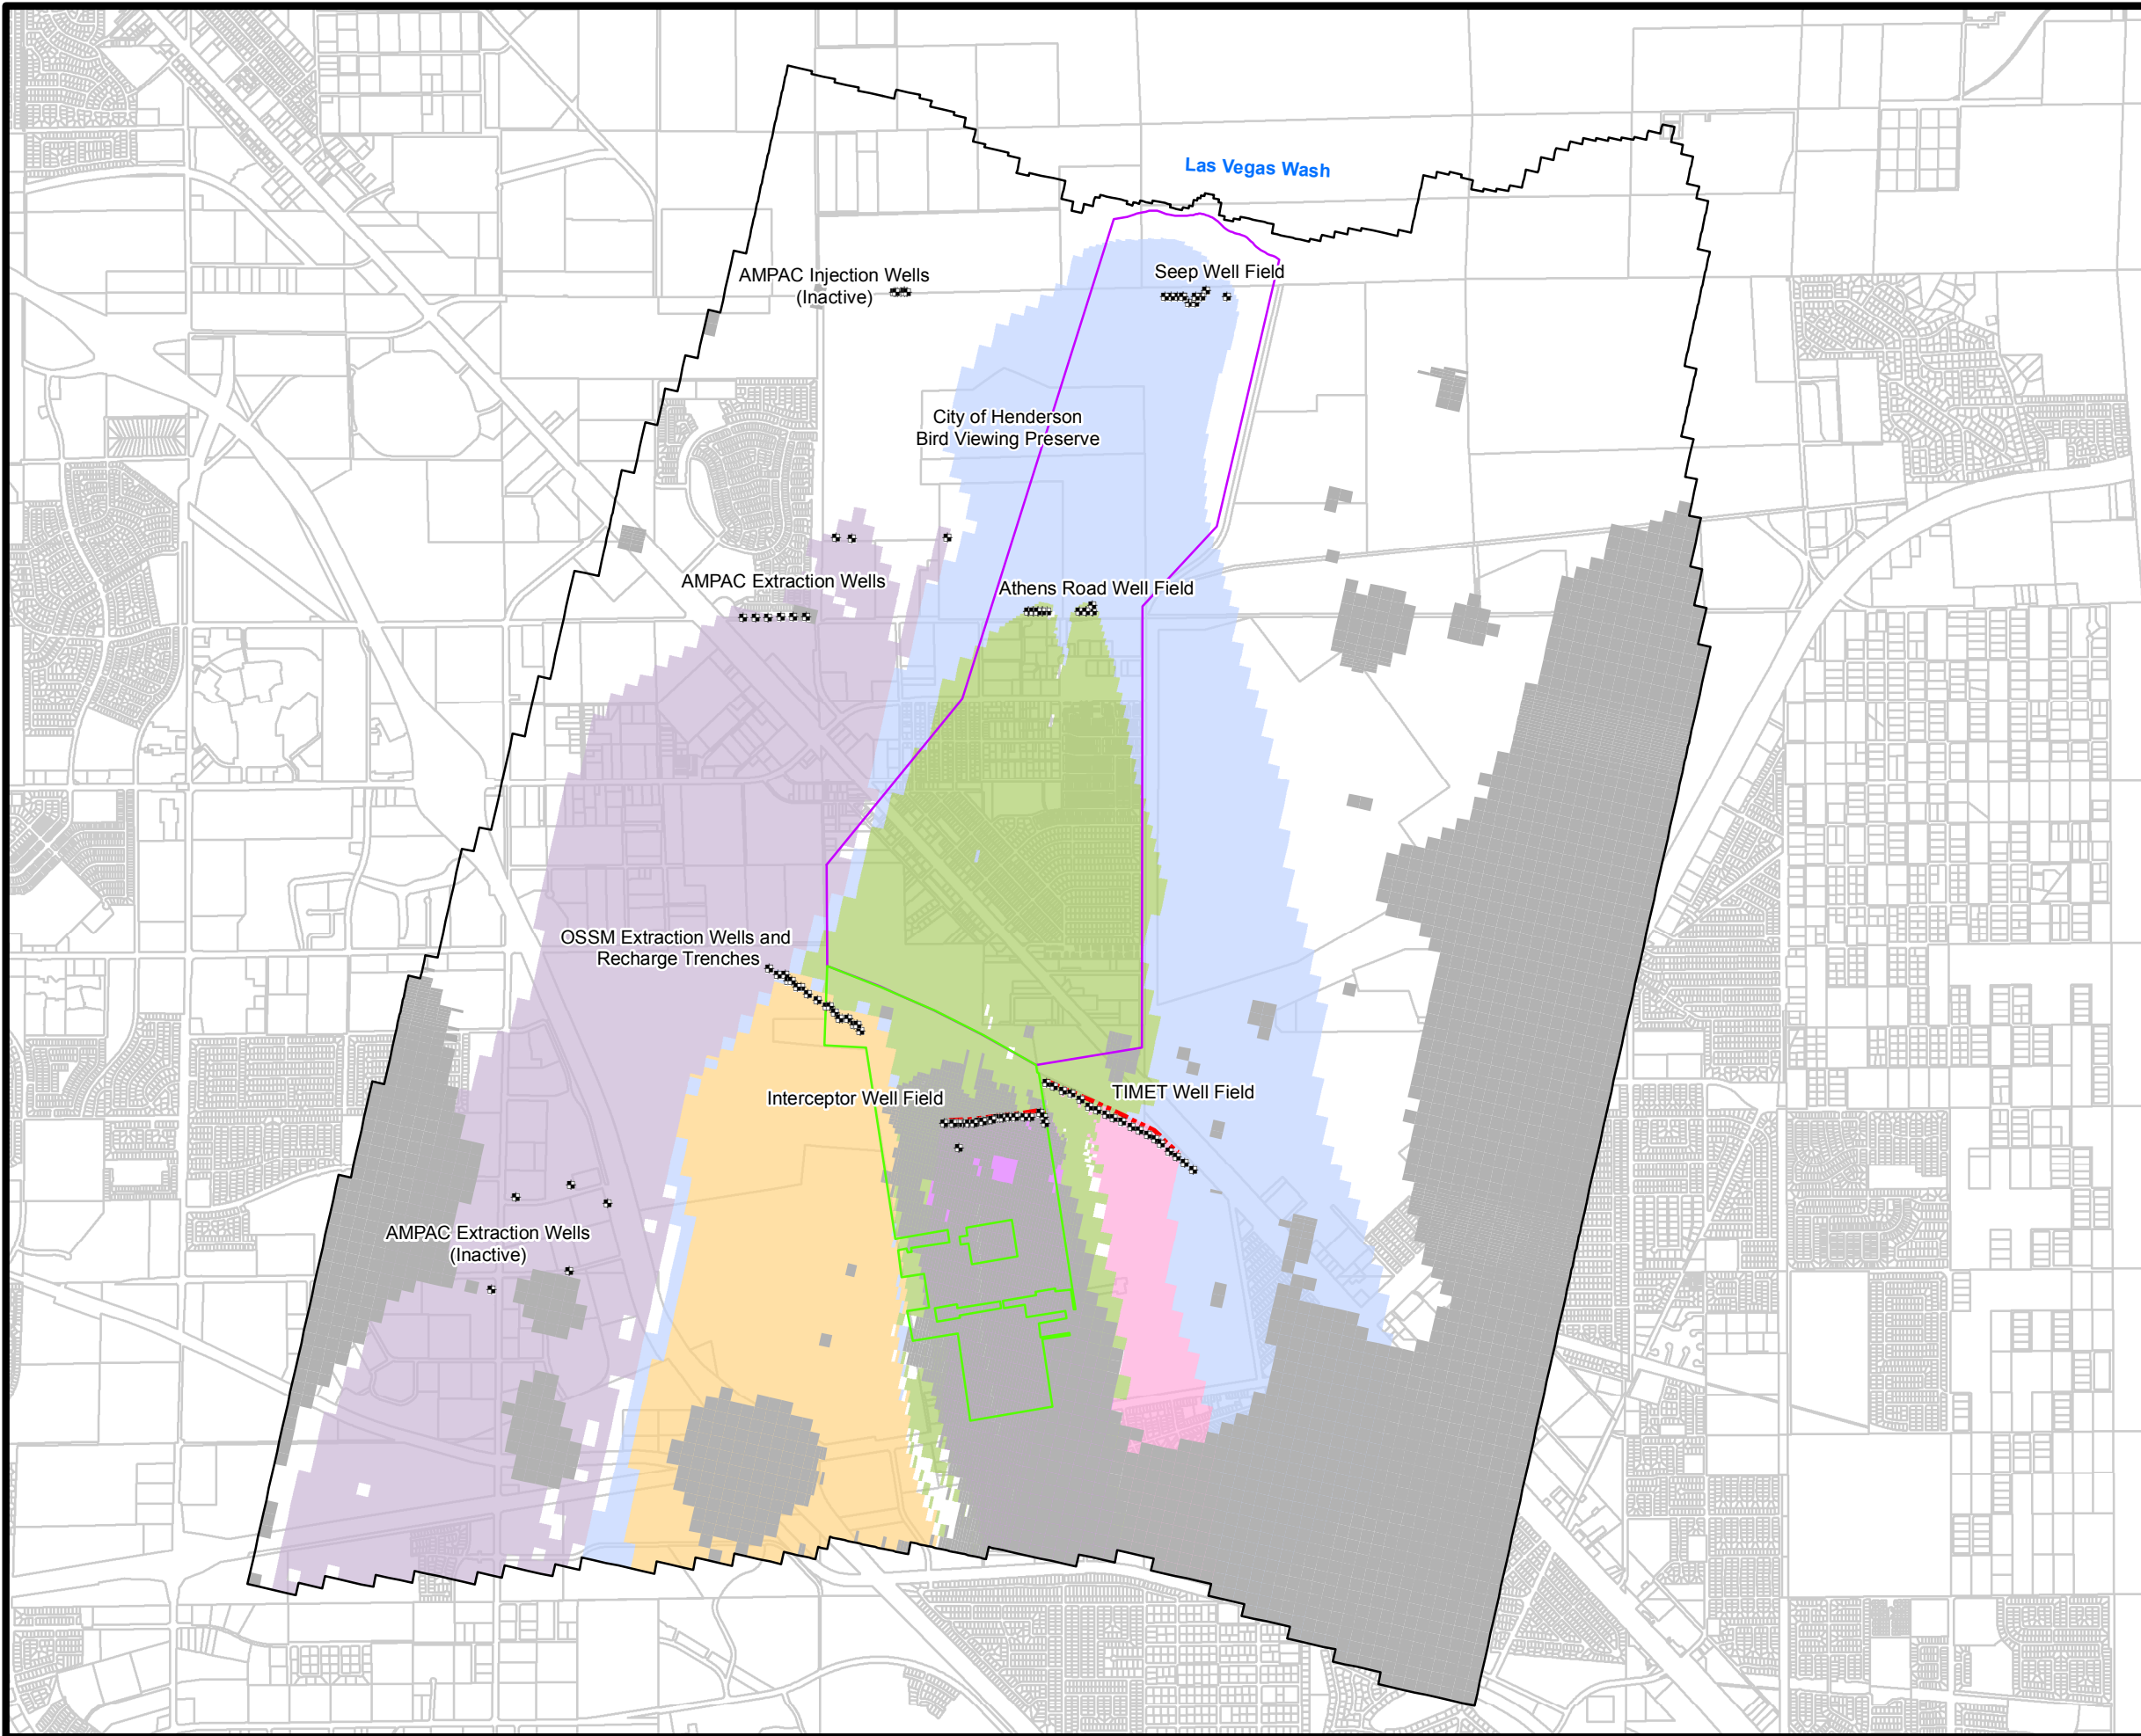 Las Vegas Wash
AMPAC Injection Wells
(Inactive)
Seep Well Field
City of Henderson
Bird Viewing Preserve
AMPAC Extraction Wells
Athens Road Well Field
OSSM Extraction Wells and
Recharge Trenches
Interceptor Well Field
TIMET Well Field
AMPAC Extraction Wells
(Inactive)